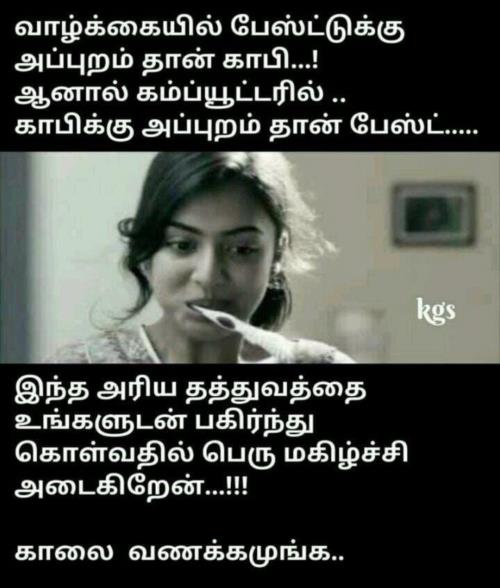 வாழ்க்கையில் பேஸ்ட்டுக்கு
அப்புறம் தான் காபி...!
ஆனால் கம்ப்யூட்டரில் ..
காபிக்கு அப்புறம் தான் பேஸ்ட்.....
kgs
இந்த அரிய தத்துவத்தை
உங்களுடன் பகிர்ந்து
கொள்வதில் பெரு மகிழ்ச்சி
அடைகிறேன்...!!!
காலை வணக்கமுங்க..